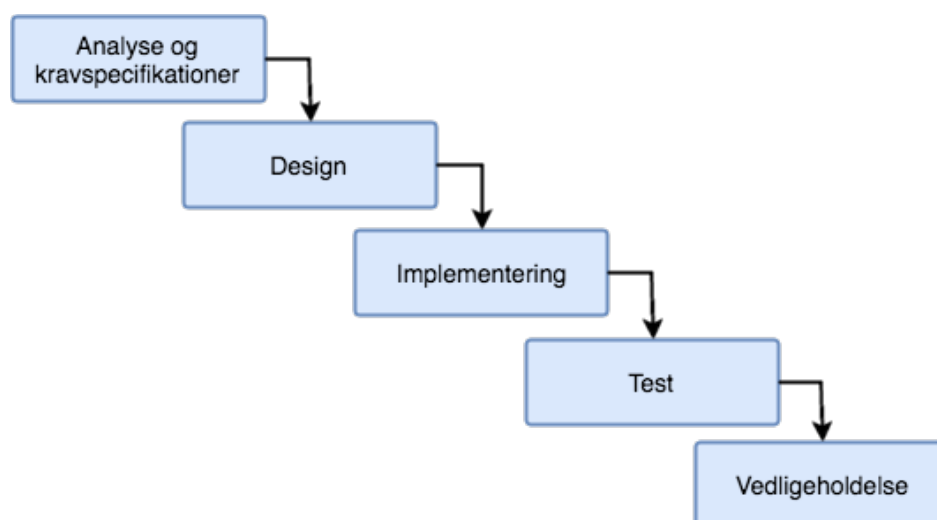 Analyse og
kravspecifikationer
Design
Implementering
Test
Vedligeholdelse